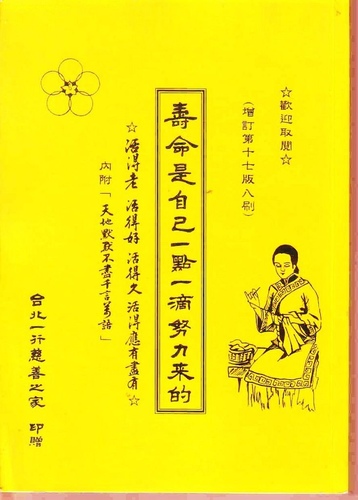 ☆歡迎取閱☆
(增訂第十七版八刷)
壽命是自己一點一滴努力來的
☆活得老 活得好 活得久 活得應有盡有☆
內附「天地默默不盡千言萬語」
台北一行慈善之家 印贈